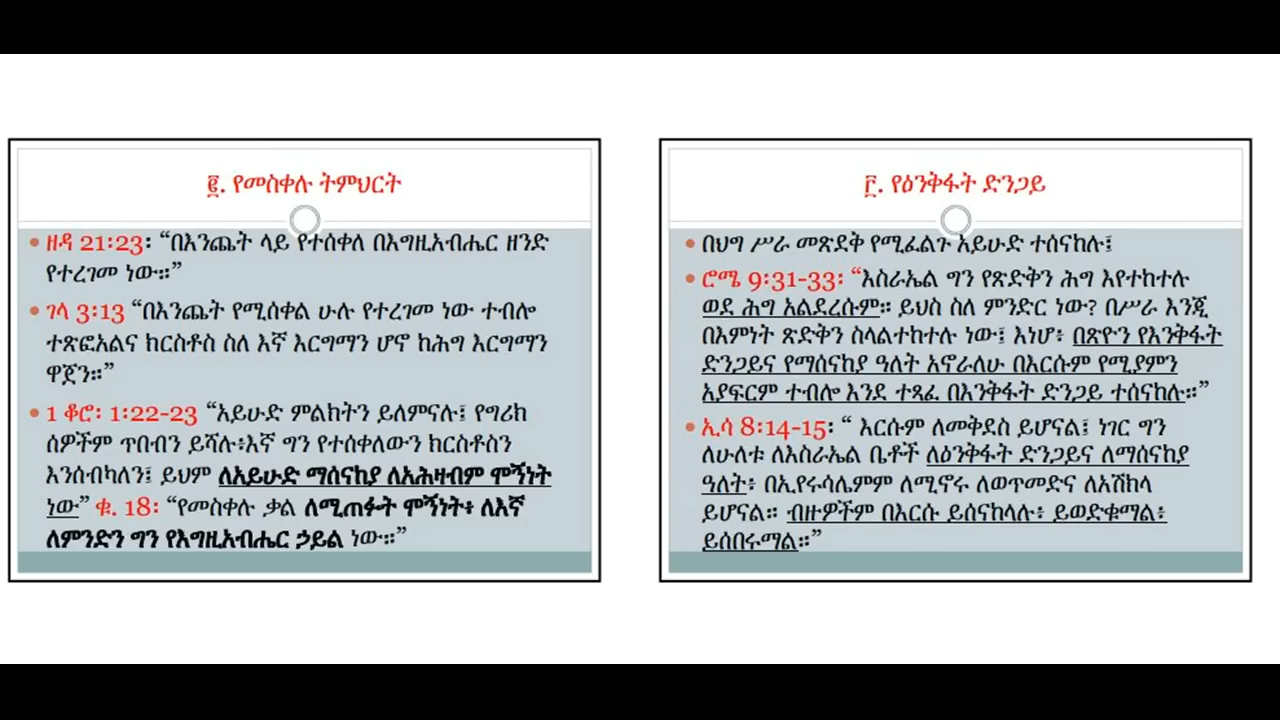 ፪. የመስቀሉ ትምህርት
• ዘዳ 21፡23፡ “በእንጨት ላይ የተሰቀለ በእግዚአብሔር ዘንድ
የተረገመ ነው።”
• ገላ 3፡13 “በእንጨት የሚሰቀል ሁሉ የተረገመ ነው ተብሎ
ተጽፎአልና ክርስቶስ ስለ እኛ እርግማን ሆኖ ከሕግ እርግማን
ዋጀን።”
• 1 ቆሮ፡ 1፡22-23 “አይሁድ ምልክትን ይለምናሉ፤ የግሪክ
ሰዎችም ጥበብን ይሻሉ፥እኛ ግን የተሰቀለውን ክርስቶስን
እንሰብካለን፤ ይህም ለአይሁድ ማሰናከያ ለአሕዛብም ሞኝነት
ነው” ቁ. 18፡ “የመስቀሉ ቃል ለሚጠፉት ሞኝነት፥ ለእኛ
ለምንድን ግን የእግዚአብሔር ኃይል ነው።”
፫. የዕንቅፋት ድንጋይ
• በህግ ሥራ መጽደቅ የሚፈልጉ አይሁድ ተሰናከሉ፤
• ሮሜ 9፡31-33፡ “እስራኤል ግን የጽድቅን ሕግ እየተከተሉ
ወደ ሕግ አልደረሱም። ይህስ ስለ ምንድር ነው? በሥራ እንጂ
በእምነት ጽድቅን ስላልተከተሉ ነው፤ እነሆ፥ በጽዮን የእንቅፋት
ድንጋይና የማሰናከያ ዓለት አኖራለሁ በእርሱም የሚያምን
አያፍርም ተብሎ እንደ ተጻፈ በእንቅፋት ድንጋይ ተሰናከሉ።”
• ኢሳ 8፡14-15፡ “ እርሱም ለመቅደስ ይሆናል፤ ነገር ግን
ለሁለቱ ለእስራኤል ቤቶች ለዕንቅፋት ድንጋይና ለማሰናከያ
ዓለት፥ በኢየሩሳሌምም ለሚኖሩ ለወጥመድና ለአሽክላ
ይሆናል። ብዙዎችም በእርሱ ይሰናከላሉ፥ ይወድቁማል፥
ይሰበሩማል።”